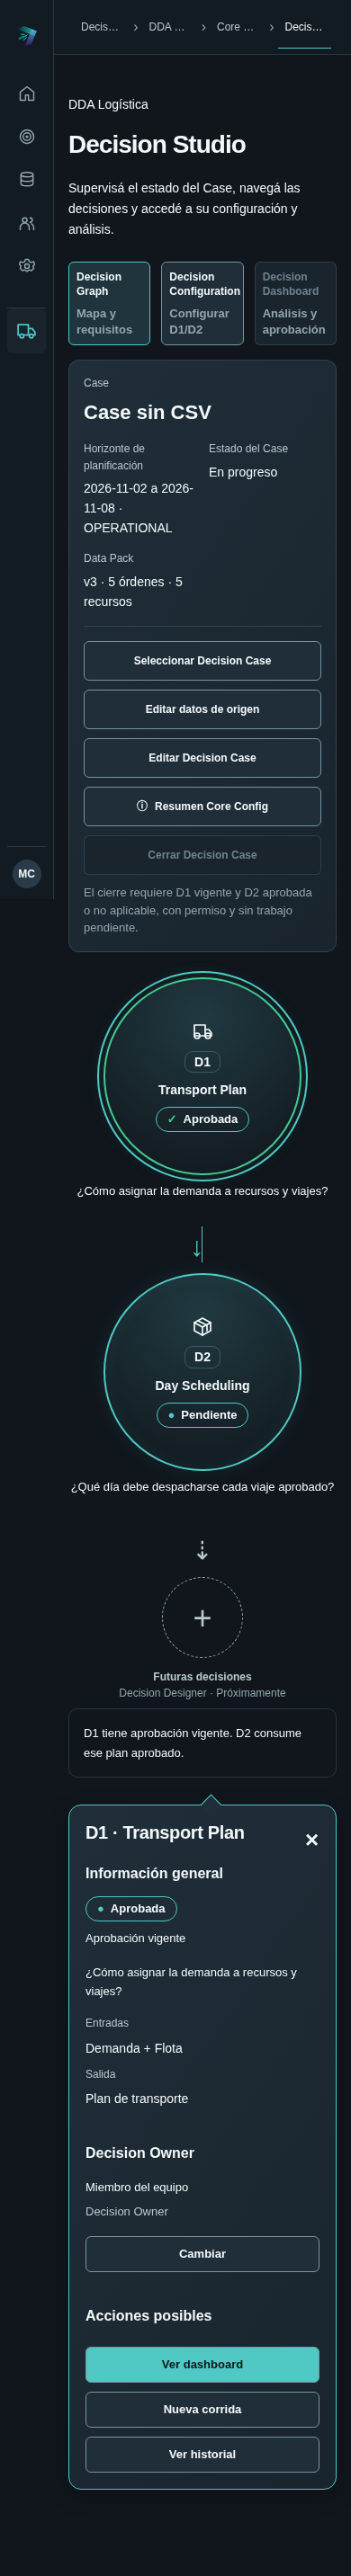 Decis… › DDA … › Core … › Decis…
DDA Logística
Decision Studio
Supervisá el estado del Case, navegá las
decisiones y accedé a su configuración y
análisis.
Decision
Graph
Mapa y
requisitos
Decision
Configuration
Configurar
D1/D2
Decision
Dashboard
Análisis y
aprobación
Case
Case sin CSV
Horizonte de
planificación
2026-11-02 a 2026-
11-08 ·
OPERATIONAL
Estado del Case
En progreso
Data Pack
v3 · 5 órdenes · 5
recursos
Seleccionar Decision Case
Editar datos de origen
Editar Decision Case
Resumen Core Config
Cerrar Decision Case
El cierre requiere D1 vigente y D2 aprobada
o no aplicable, con permiso y sin trabajo
pendiente.
MC
D1
Transport Plan
✓ Aprobada
¿Cómo asignar la demanda a recursos y viajes?
D2
Day Scheduling
Pendiente
¿Qué día debe despacharse cada viaje aprobado?
Futuras decisiones
Decision Designer · Próximamente
D1 tiene aprobación vigente. D2 consume
ese plan aprobado.
D1 · Transport Plan
Información general
Aprobada
Aprobación vigente
¿Cómo asignar la demanda a recursos y
viajes?
Entradas
Demanda + Flota
Salida
Plan de transporte
Decision Owner
Miembro del equipo
Decision Owner
Cambiar
Acciones posibles
Ver dashboard
Nueva corrida
Ver historial